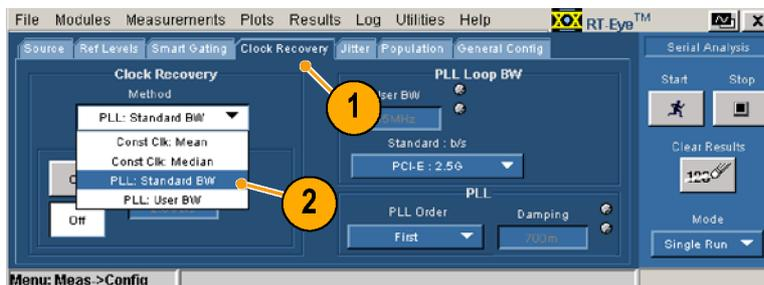 File Modules Measurements Plots Results Log Utilities Help RT-Eye™
Source Ref Levels Smart Gating Clock Recovery Jitter Population General Config
Serial Analysis
Clock Recovery
Method
PLL: Standard BW
Const Clk: Mean
Const Clk: Median
PLL: Standard BW
PLL: User BW
Off
1
2
PLL Loop BW
User BW
5MHz
Standard : b/s
PCI-E : 2.5G
PLL
PLL Order
First
Damping
700m
Start Stop
Clear Results
Mode
Single Run
Menu: Meas->Config